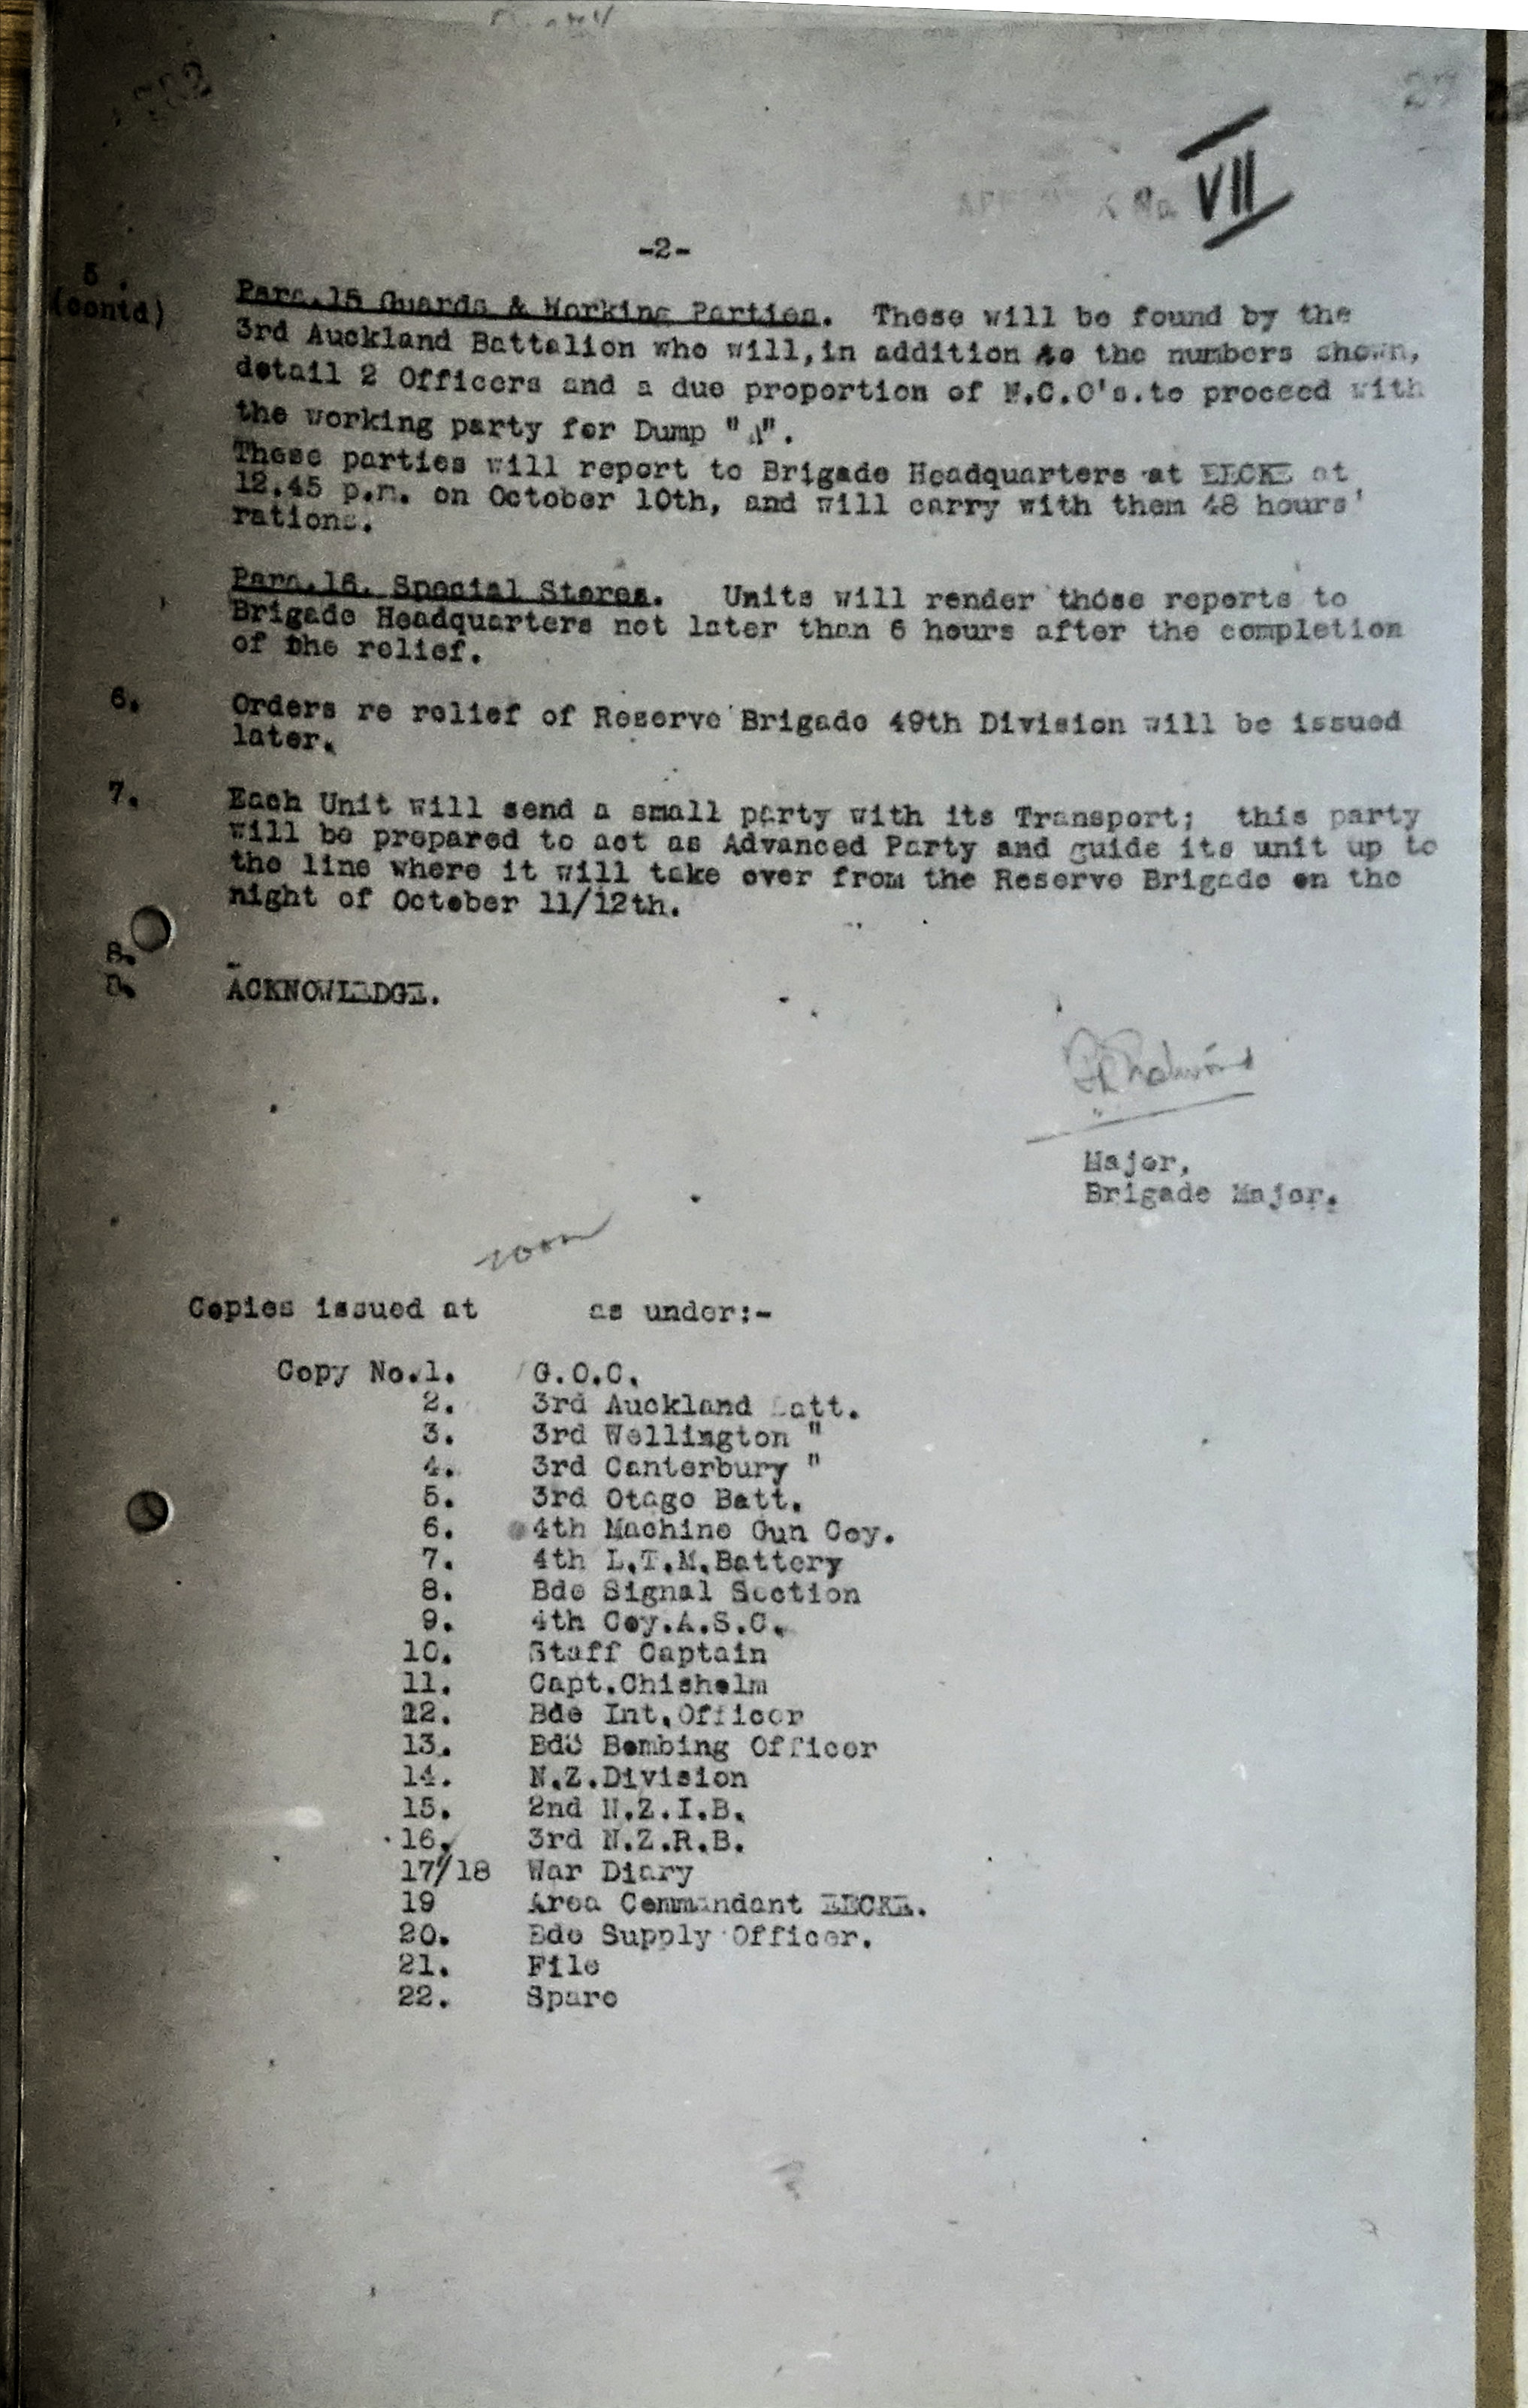 VII
-2-
5.
(contd)
Para.15 Guards & Working Parties. These will be found by the
3rd Auckland Battalion who will,in addition to the numbers shown,
detail 2 Officers and a due proportion of N.C.O's.to proceed with
the working party for Dump "A".
These parties will report to Brigade Headquarters at EECKE at
12.45 p.m. on October 10th, and will carry with them 48 hours'
rations.
Para.16. Special Stores. Units will render those reports to
Brigade Headquarters not later than 6 hours after the completion
of the relief.
6. Orders re relief of Reserve Brigade 49th Division will be issued
later.
7. Each Unit will send a small party with its Transport; this party
will be prepared to act as Advanced Party and guide its unit up to
the line where it will take over from the Reserve Brigade on the
night of October 11/12th.
8.
ACKNOWLEDGE.
Major,
Brigade Major.
Copies issued at as under:-
Copy No.1. G.O.C.
2. 3rd Auckland Batt.
3. 3rd Wellington "
4. 3rd Canterbury "
5. 3rd Otago Batt.
6. 4th Machine Gun Coy.
7. 4th L.T.M.Battery
8. Bde Signal Section
9. 4th Coy.A.S.C.
10. Staff Captain
11. Capt.Chisholm
12. Bde Int.Officer
13. Bde Bombing Officer
14. N.Z.Division
15. 2nd N.Z.I.B.
16. 3rd N.Z.R.B.
17/18 War Diary
19 Area Commandant EECKE.
20. Bde Supply Officer.
21. File
22. Spare